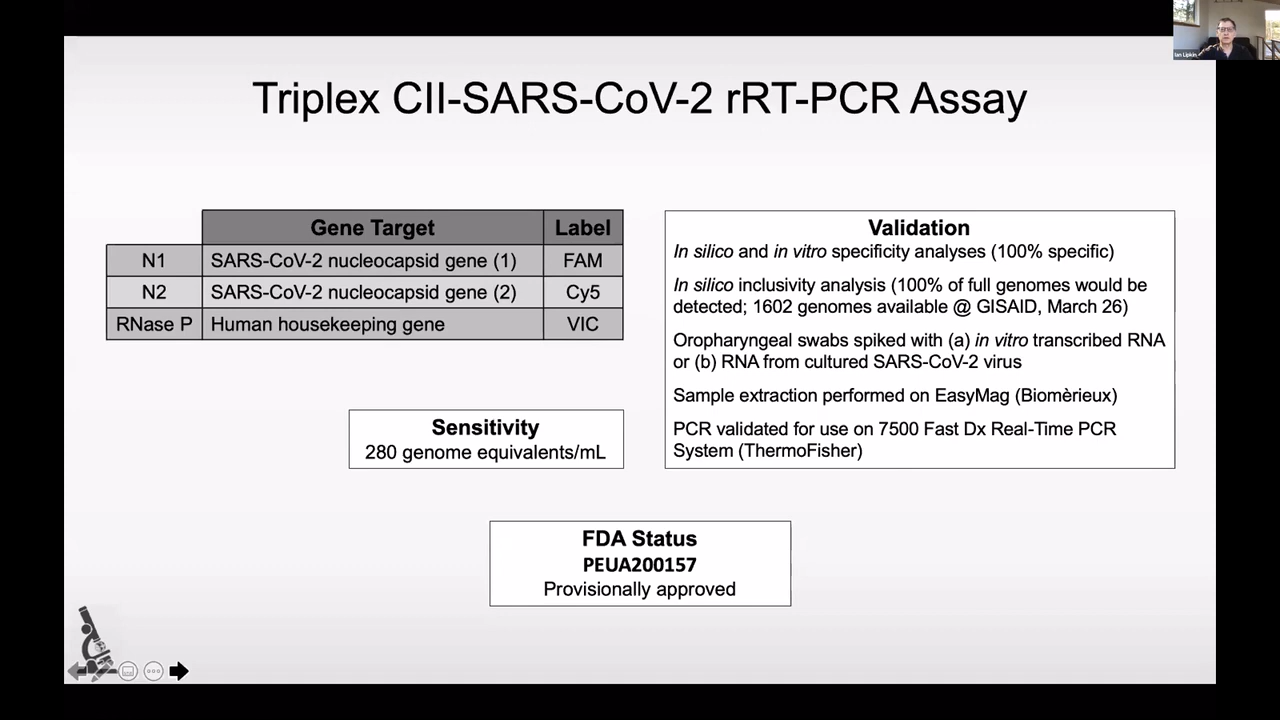 Ian Lipkin
Triplex CII-SARS-CoV-2 rRT-PCR Assay
Gene Target Label
N1 SARS-CoV-2 nucleocapsid gene (1) FAM
N2 SARS-CoV-2 nucleocapsid gene (2) Cy5
RNase P Human housekeeping gene VIC
Sensitivity
280 genome equivalents/mL
Validation
In silico and in vitro specificity analyses (100% specific)
In silico inclusivity analysis (100% of full genomes would be
detected; 1602 genomes available @ GISAID, March 26)
Oropharyngeal swabs spiked with (a) in vitro transcribed RNA
or (b) RNA from cultured SARS-CoV-2 virus
Sample extraction performed on EasyMag (Biomèrieux)
PCR validated for use on 7500 Fast Dx Real-Time PCR
System (ThermoFisher)
FDA Status
PEUA200157
Provisionally approved